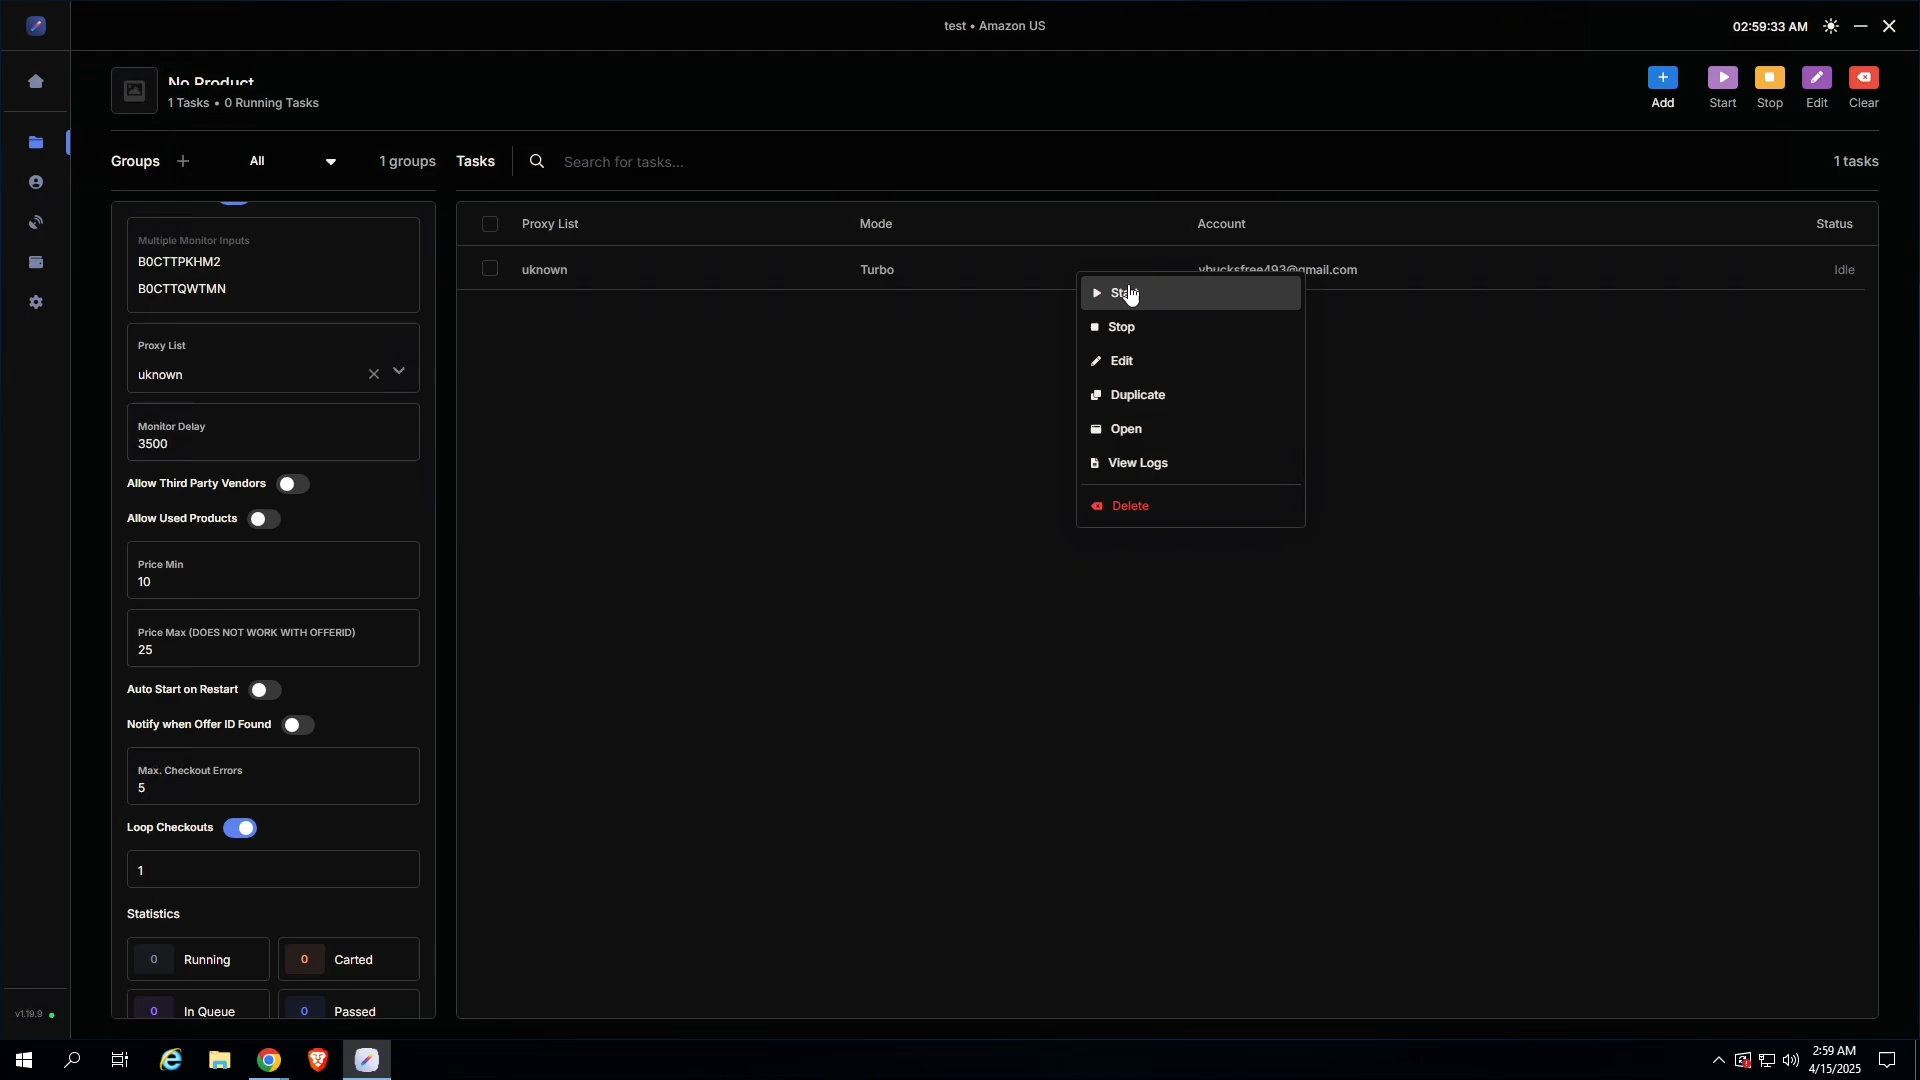 test • Amazon US
02:59:33 AM
No Product
1 Tasks • 0 Running Tasks
Add
Start
Stop
Edit
Clear
Groups
All
1 groups
Tasks
Search for tasks...
1 tasks
Multiple Monitor Inputs
B0CTTPKHM2
B0CTTQWTMN
Proxy List
uknown
Monitor Delay
3500
Allow Third Party Vendors
Allow Used Products
Price Min
10
Price Max (DOES NOT WORK WITH OFFERID)
25
Auto Start on Restart
Notify when Offer ID Found
Max. Checkout Errors
5
Loop Checkouts
1
Statistics
0 Running
0 Carted
0 In Queue
0 Passed
Proxy List
Mode
Account
Status
uknown
Turbo
vbucksfree493@gmail.com
Idle
Start
Stop
Edit
Duplicate
Open
View Logs
Delete
v1.19.9
2:59 AM
4/15/2025